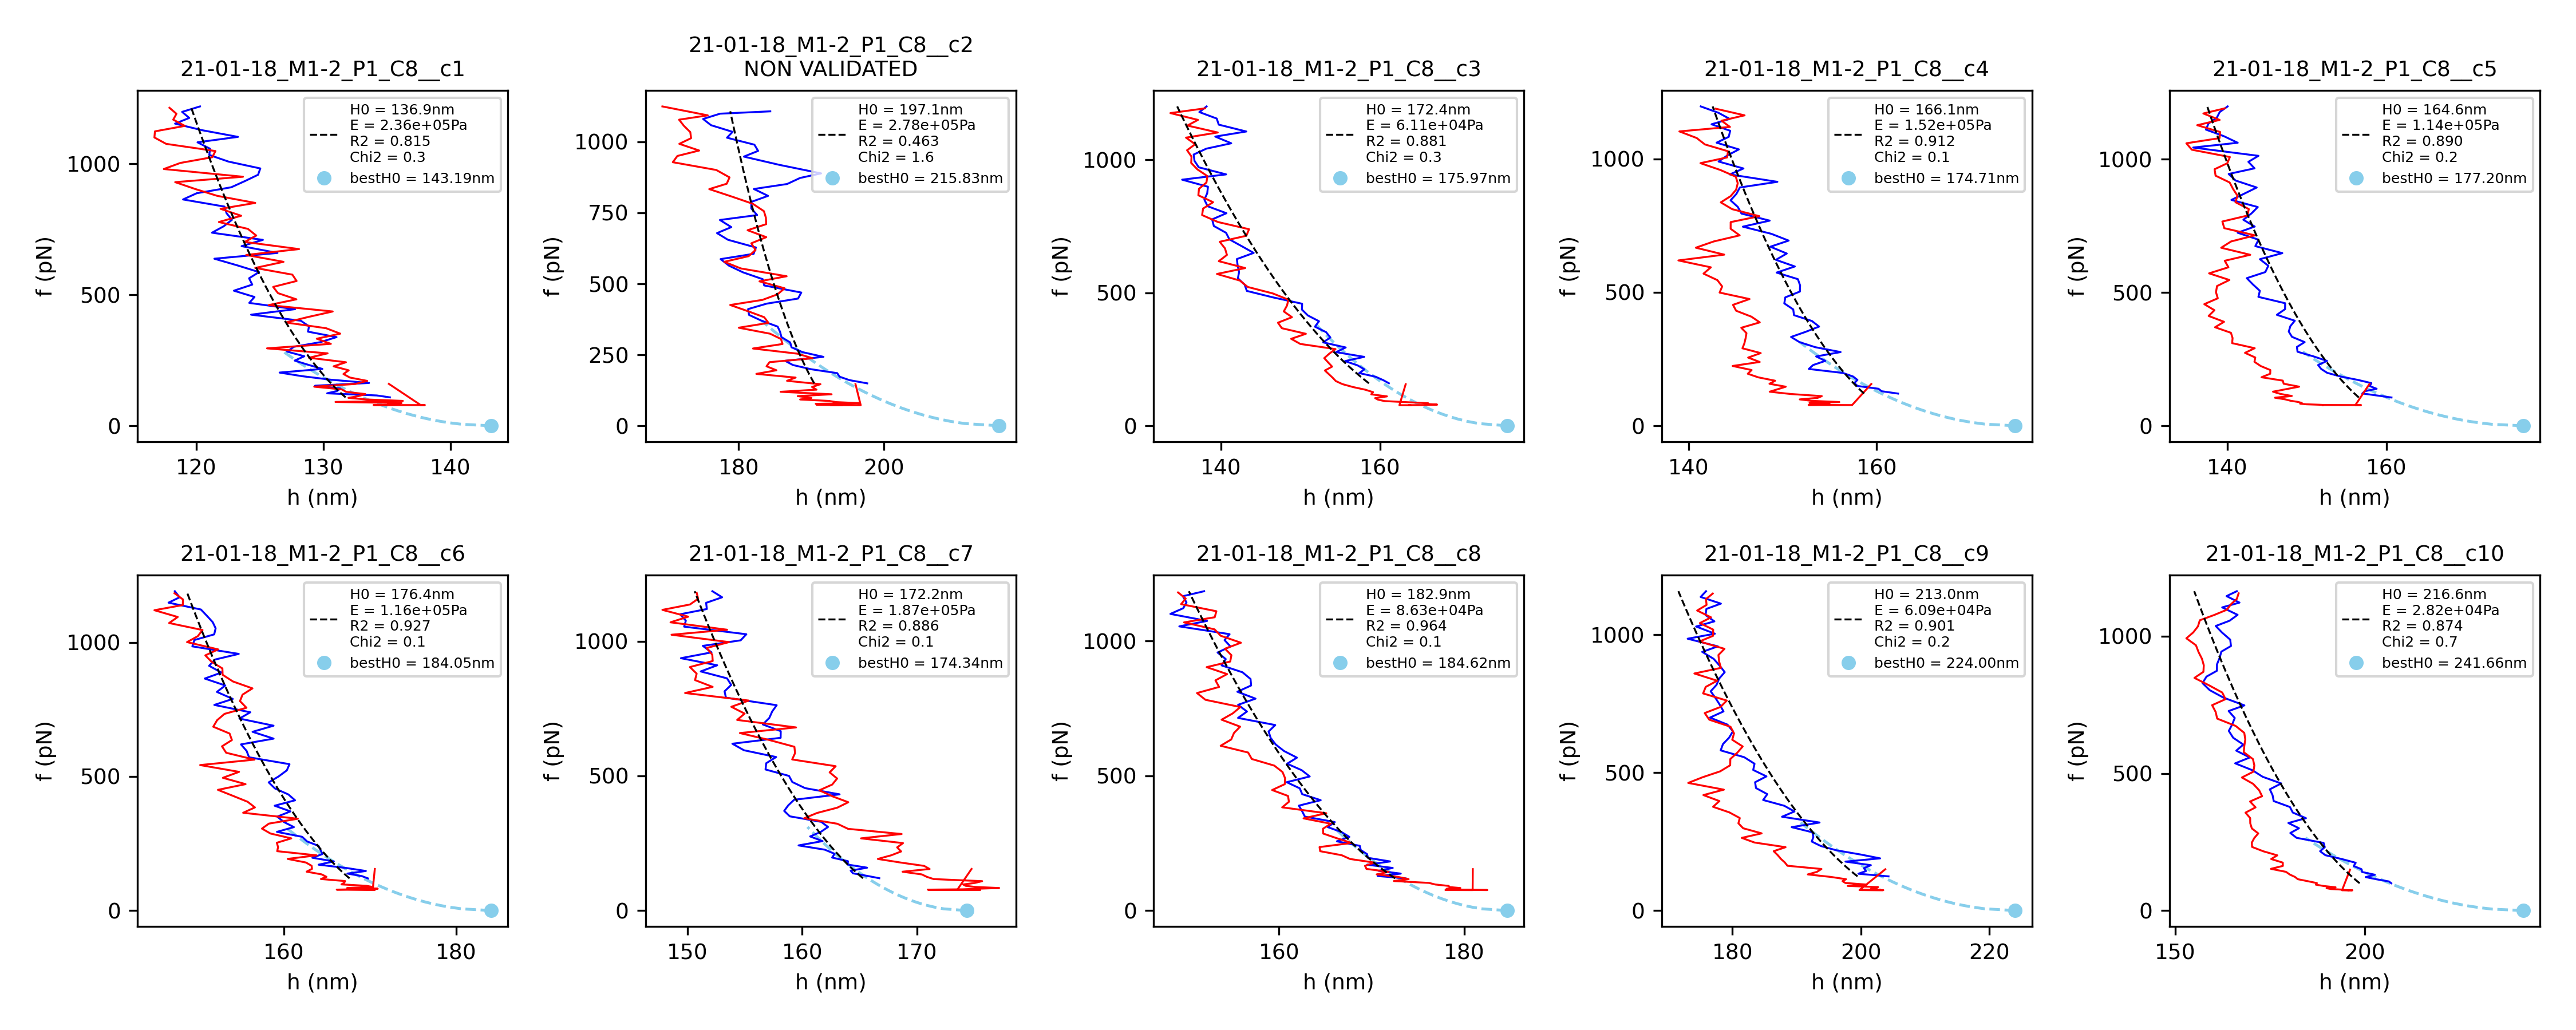 21-01-18_M1-2_P1_C8__c1
H0 = 136.9nm
E = 2.36e+05Pa
R2 = 0.815
Chi2 = 0.3
bestH0 = 143.19nm
f (pN)
1000
500
0
120 130 140
h (nm)
21-01-18_M1-2_P1_C8__c2
NON VALIDATED
H0 = 197.1nm
E = 2.78e+05Pa
R2 = 0.463
Chi2 = 1.6
bestH0 = 215.83nm
f (pN)
1000
750
500
250
0
180 200
h (nm)
21-01-18_M1-2_P1_C8__c3
H0 = 172.4nm
E = 6.11e+04Pa
R2 = 0.881
Chi2 = 0.3
bestH0 = 175.97nm
f (pN)
1000
500
0
140 160
h (nm)
21-01-18_M1-2_P1_C8__c4
H0 = 166.1nm
E = 1.52e+05Pa
R2 = 0.912
Chi2 = 0.1
bestH0 = 174.71nm
f (pN)
1000
500
0
140 160
h (nm)
21-01-18_M1-2_P1_C8__c5
H0 = 164.6nm
E = 1.14e+05Pa
R2 = 0.890
Chi2 = 0.2
bestH0 = 177.20nm
f (pN)
1000
500
0
140 160
h (nm)
21-01-18_M1-2_P1_C8__c6
H0 = 176.4nm
E = 1.16e+05Pa
R2 = 0.927
Chi2 = 0.1
bestH0 = 184.05nm
f (pN)
1000
500
0
160 180
h (nm)
21-01-18_M1-2_P1_C8__c7
H0 = 172.2nm
E = 1.87e+05Pa
R2 = 0.886
Chi2 = 0.1
bestH0 = 174.34nm
f (pN)
1000
500
0
150 160 170
h (nm)
21-01-18_M1-2_P1_C8__c8
H0 = 182.9nm
E = 8.63e+04Pa
R2 = 0.964
Chi2 = 0.1
bestH0 = 184.62nm
f (pN)
1000
500
0
160 180
h (nm)
21-01-18_M1-2_P1_C8__c9
H0 = 213.0nm
E = 6.09e+04Pa
R2 = 0.901
Chi2 = 0.2
bestH0 = 224.00nm
f (pN)
1000
500
0
180 200 220
h (nm)
21-01-18_M1-2_P1_C8__c10
H0 = 216.6nm
E = 2.82e+04Pa
R2 = 0.874
Chi2 = 0.7
bestH0 = 241.66nm
f (pN)
1000
500
0
150 200
h (nm)